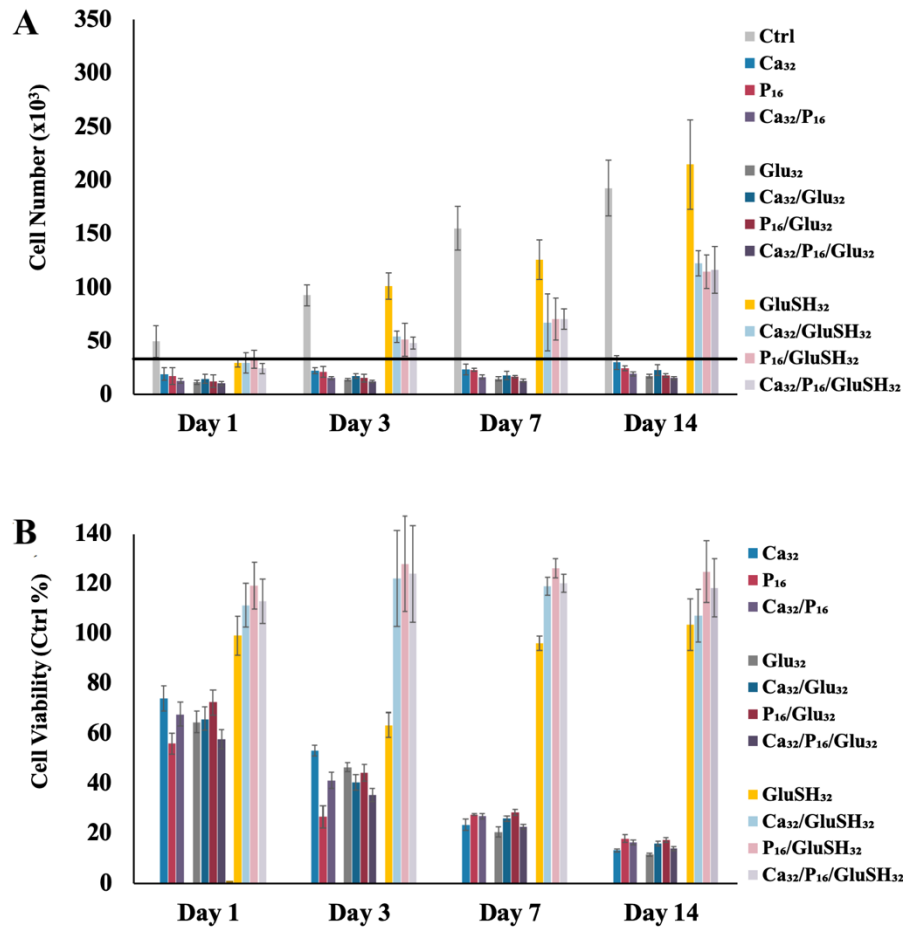 A
350
300
250
200
150
100
50
0
Cell Number (x10³)
Day 1 Day 3 Day 7 Day 14
Ctrl
Ca₃₂
P₁₆
Ca₃₂/P₁₆
Glu₃₂
Ca₃₂/Glu₃₂
P₁₆/Glu₃₂
Ca₃₂/P₁₆/Glu₃₂
GluSH₃₂
Ca₃₂/GluSH₃₂
P₁₆/GluSH₃₂
Ca₃₂/P₁₆/GluSH₃₂
B
140
120
100
80
60
40
20
0
Cell Viability (Ctrl %)
Day 1 Day 3 Day 7 Day 14
Ca₃₂
P₁₆
Ca₃₂/P₁₆
Glu₃₂
Ca₃₂/Glu₃₂
P₁₆/Glu₃₂
Ca₃₂/P₁₆/Glu₃₂
GluSH₃₂
Ca₃₂/GluSH₃₂
P₁₆/GluSH₃₂
Ca₃₂/P₁₆/GluSH₃₂